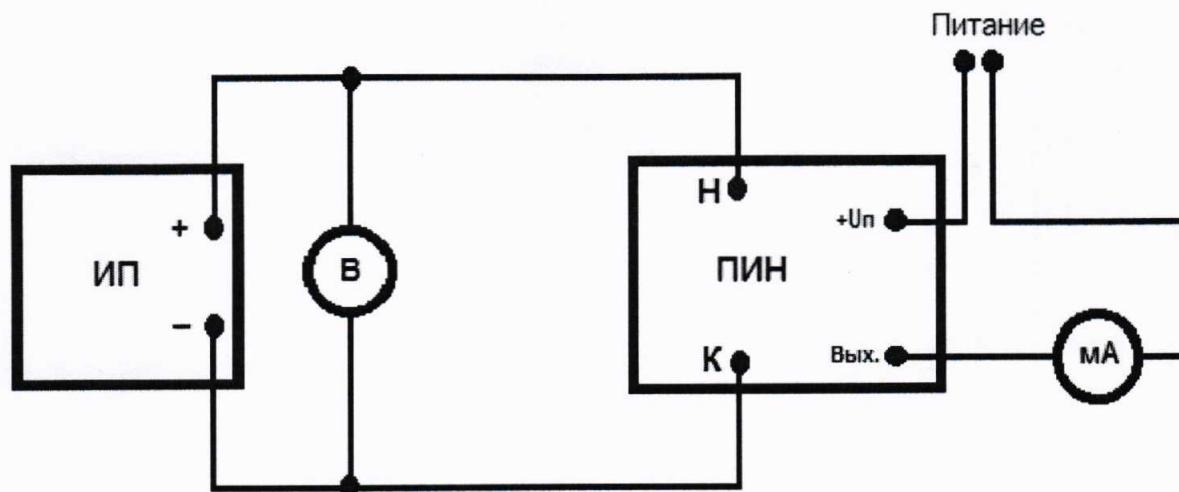 Питание
+
ИП
−
В
Н
+Uп
ПИН
К
Вых.
мА